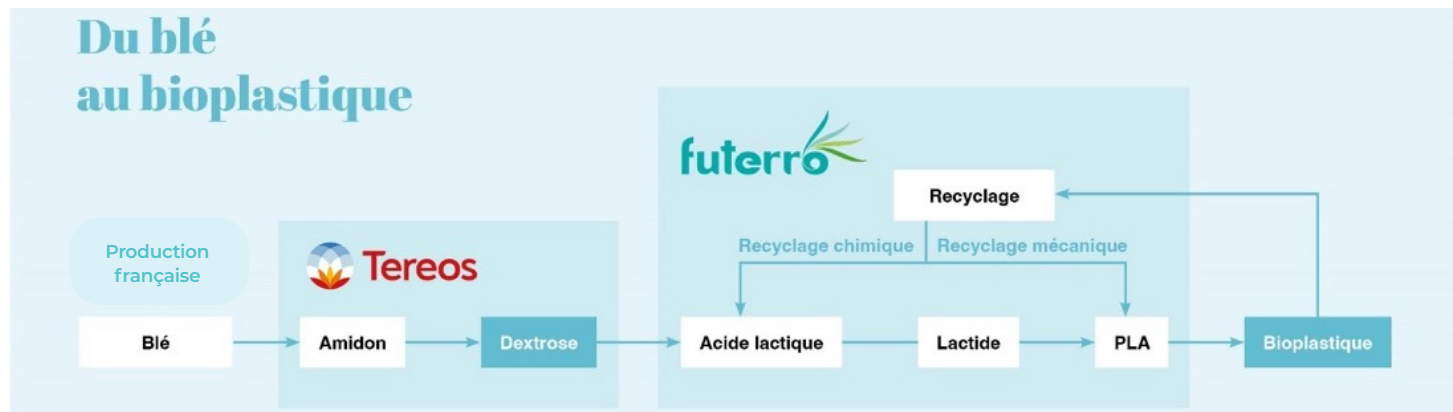 Du blé
au bioplastique
futerro
Recyclage
Recyclage chimique
Recyclage mécanique
Production
française
Tereos
Blé
Amidon
Dextrose
Acide lactique
Lactide
PLA
Bioplastique